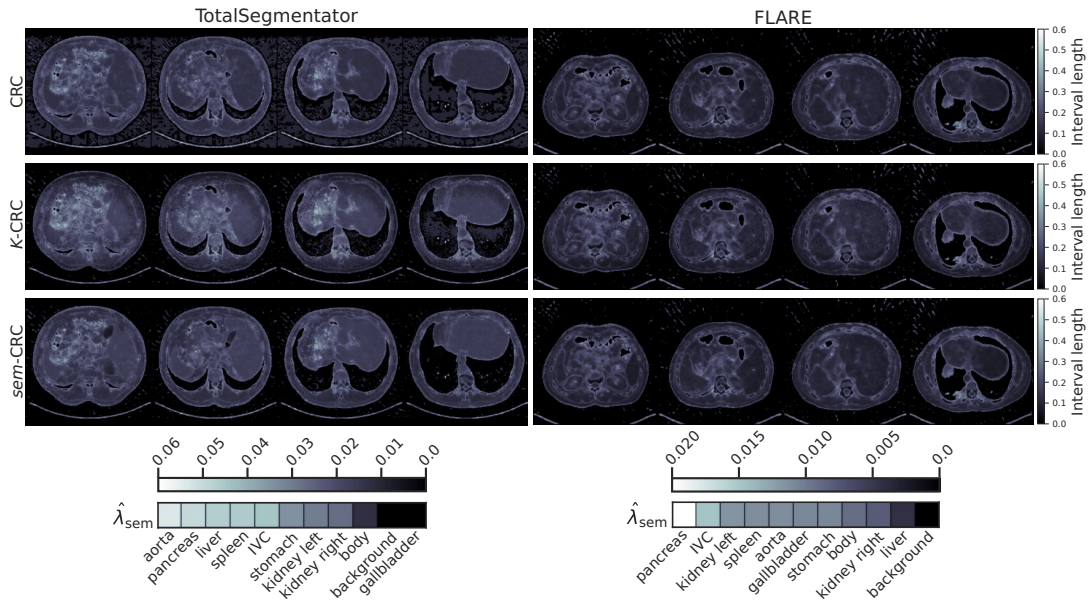 TotalSegmentator
FLARE
CRC
0.6
0.5
0.4
0.3
0.2
0.1
0.0
Interval length
K-CRC
0.6
0.5
0.4
0.3
0.2
0.1
0.0
Interval length
sem-CRC
0.6
0.5
0.4
0.3
0.2
0.1
0.0
Interval length
0.06 0.05 0.04 0.03 0.02 0.01 0.0
0.020 0.015 0.010 0.005 0.0
λ̂sem
aorta
pancreas
liver
spleen
IVC
stomach
kidney left
kidney right
body
background
gallbladder
λ̂sem
pancreas
IVC
kidney left
spleen
aorta
gallbladder
stomach
body
kidney right
liver
background